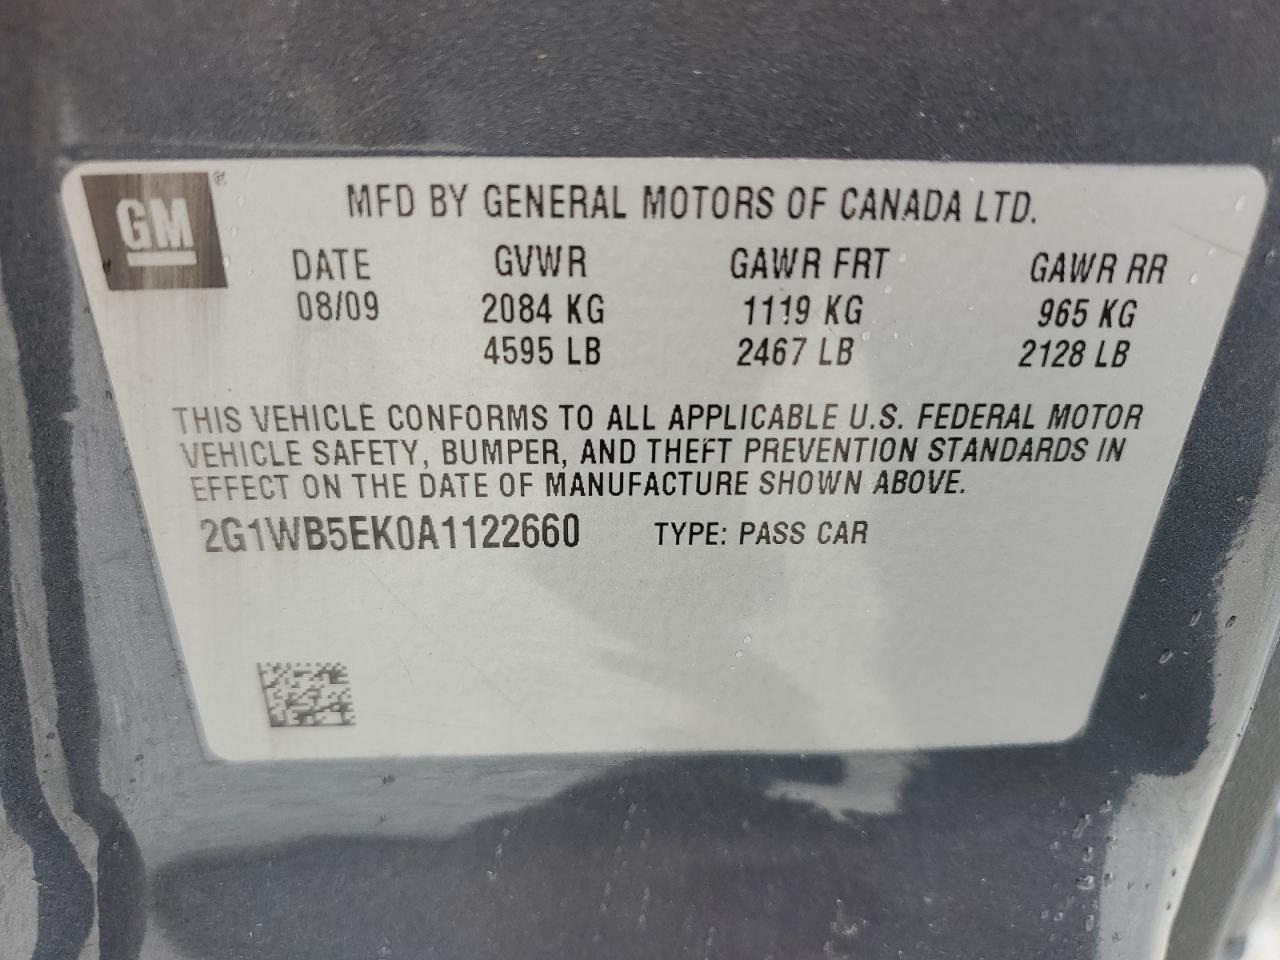 GM ®
MFD BY GENERAL MOTORS OF CANADA LTD.
DATE GVWR GAWR FRT GAWR RR
08/09 2084 KG 1119 KG 965 KG
4595 LB 2467 LB 2128 LB
THIS VEHICLE CONFORMS TO ALL APPLICABLE U.S. FEDERAL MOTOR
VEHICLE SAFETY, BUMPER, AND THEFT PREVENTION STANDARDS IN
EFFECT ON THE DATE OF MANUFACTURE SHOWN ABOVE.
2G1WB5EK0A1122660 TYPE: PASS CAR